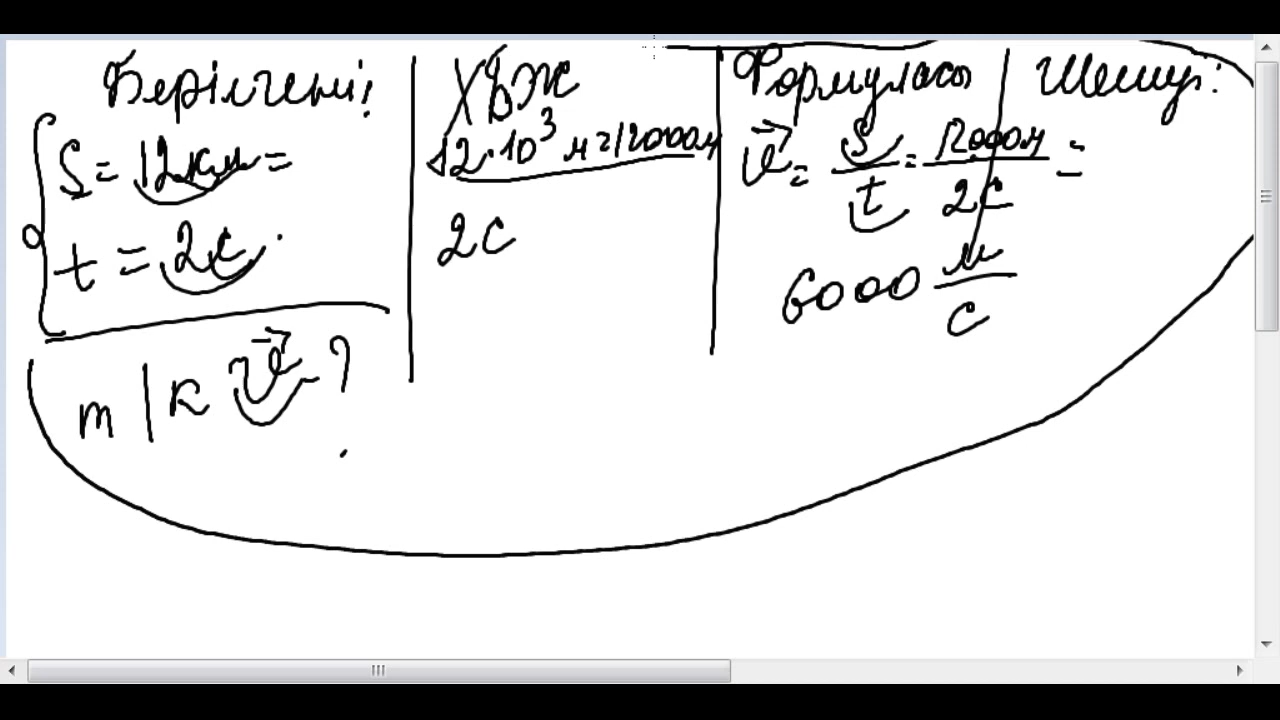 Берілгені:
S = 12км =
t = 2с
т/к v⃗ - ?
ХБЖ
12·10³ м = 12000м
2с
Формуласы / Шешуі:
v⃗ = S/t = 12000м/2с =
6000 м/с